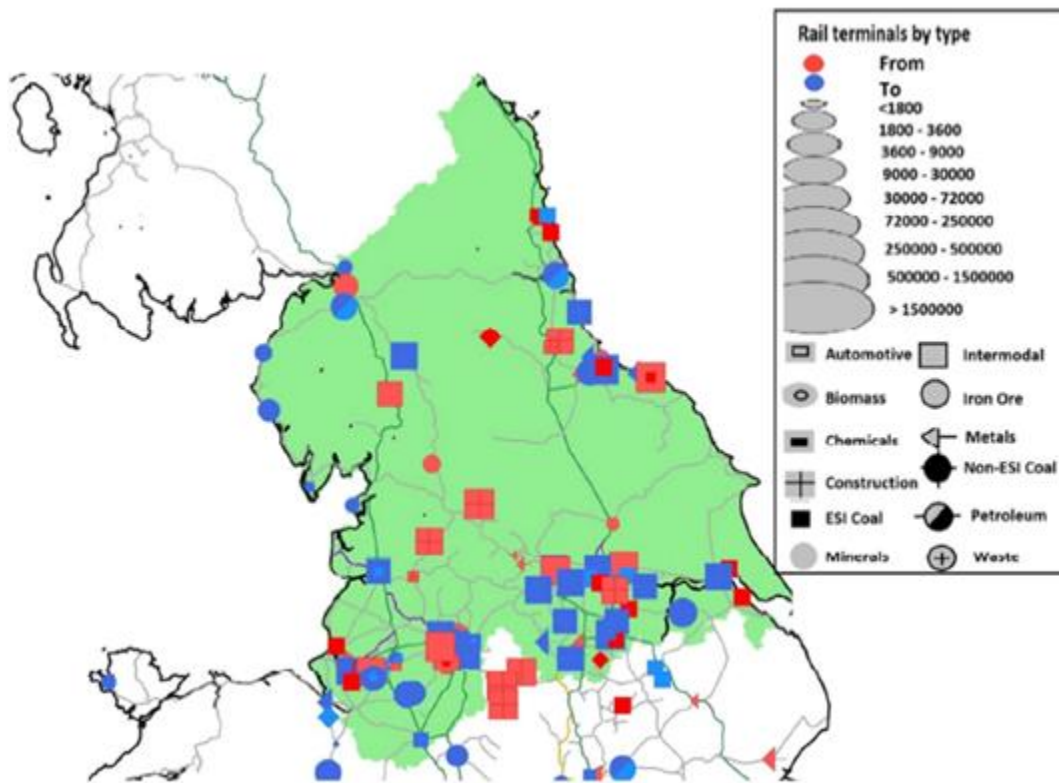 Rail terminals by type
From
To
<1800
1800 - 3600
3600 - 9000
9000 - 30000
30000 - 72000
72000 - 250000
250000 - 500000
500000 - 1500000
> 1500000
Automotive
Intermodal
Biomass
Iron Ore
Chemicals
Metals
Non-ESI Coal
Construction
ESI Coal
Petroleum
Minerals
Waste